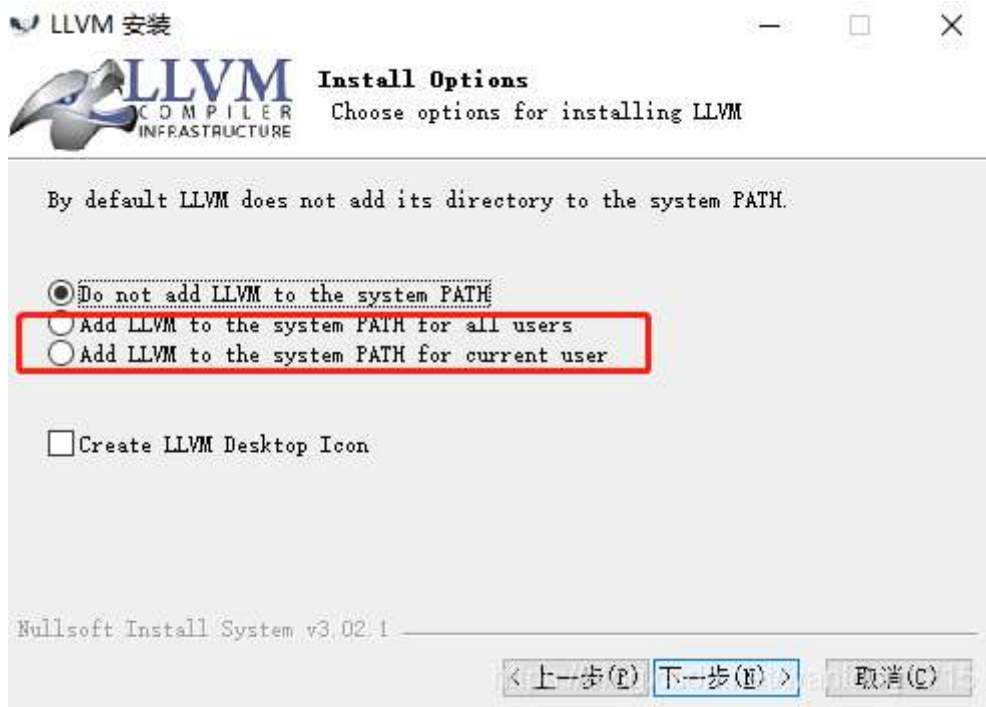 LLVM 安装
LLVM
COMPILER
INFRASTRUCTURE
Install Options
Choose options for installing LLVM
By default LLVM does not add its directory to the system PATH.
Do not add LLVM to the system PATH
Add LLVM to the system PATH for all users
Add LLVM to the system PATH for current user
Create LLVM Desktop Icon
Nullsoft Install System v3.02.1
< 上一步(P) 下一步(N) > 取消(C)